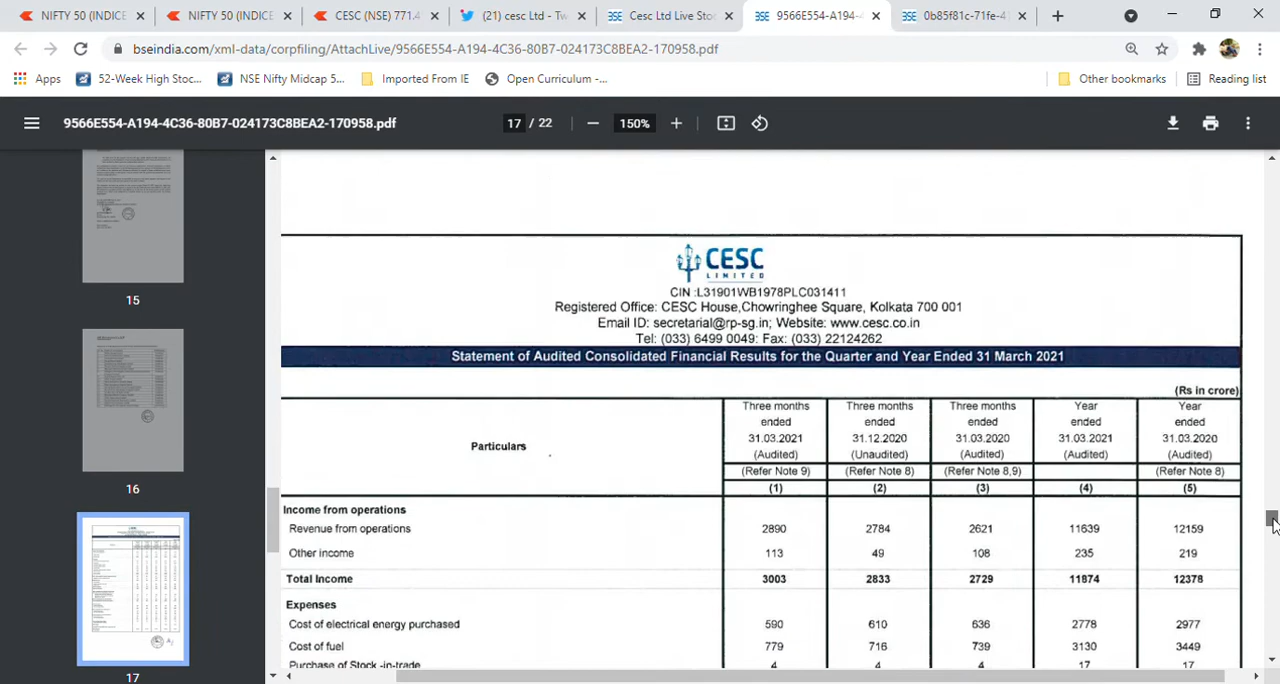 NIFTY 50 (INDICE
NIFTY 50 (INDICE
CESC (NSE) 771.4
(21) cesc Ltd - Tw
Cesc Ltd Live Sto
9566E554-A194-
0b85f81c-71fe-4
bseindia.com/xml-data/corpfiling/AttachLive/9566E554-A194-4C36-80B7-024173C8BEA2-170958.pdf
Apps
52-Week High Stoc...
NSE Nifty Midcap 5...
Imported From IE
Open Curriculum -...
Other bookmarks
Reading list
9566E554-A194-4C36-80B7-024173C8BEA2-170958.pdf
17 / 22
150%
15
16
17
CESC
LIMITED
CIN :L31901WB1978PLC031411
Registered Office: CESC House,Chowringhee Square, Kolkata 700 001
Email ID: secretarial@rp-sg.in; Website: www.cesc.co.in
Tel: (033) 6499 0049: Fax: (033) 22124262
Statement of Audited Consolidated Financial Results for the Quarter and Year Ended 31 March 2021
(Rs in crore)
Particulars
Three months ended 31.03.2021 (Audited)
Three months ended 31.12.2020 (Unaudited)
Three months ended 31.03.2020 (Audited)
Year ended 31.03.2021 (Audited)
Year ended 31.03.2020 (Audited)
(Refer Note 9) (Refer Note 8) (Refer Note 8,9) (Refer Note 8)
(1) (2) (3) (4) (5)
Income from operations
Revenue from operations 2890 2784 2621 11639 12159
Other income 113 49 108 235 219
Total Income 3003 2833 2729 11874 12378
Expenses
Cost of electrical energy purchased 590 610 636 2778 2977
Cost of fuel 779 716 739 3130 3449
Purchase of Stock -in-trade 4 4 4 17 17